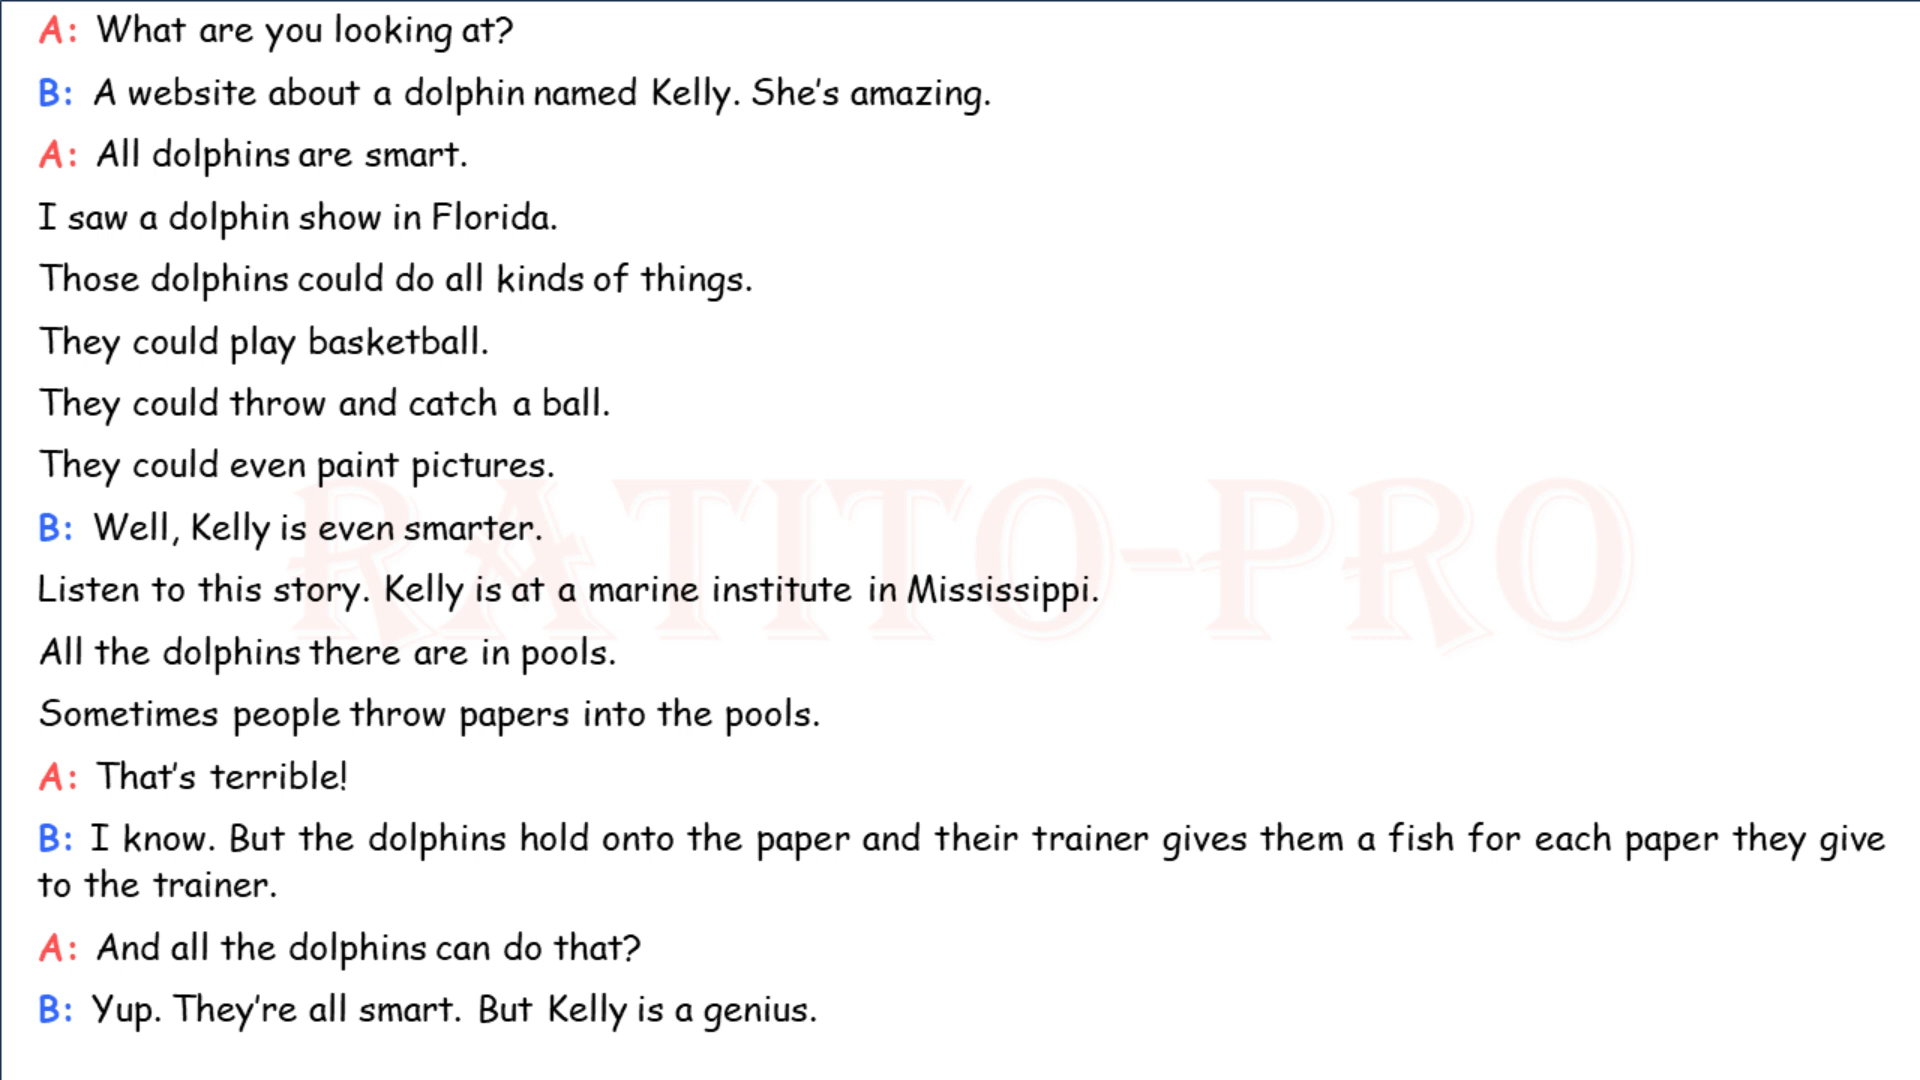 A: What are you looking at?
B: A website about a dolphin named Kelly. She's amazing.
A: All dolphins are smart.
I saw a dolphin show in Florida.
Those dolphins could do all kinds of things.
They could play basketball.
They could throw and catch a ball.
They could even paint pictures.
RATITO-PRO
B: Well, Kelly is even smarter.
Listen to this story. Kelly is at a marine institute in Mississippi.
All the dolphins there are in pools.
Sometimes people throw papers into the pools.
A: That's terrible!
B: I know. But the dolphins hold onto the paper and their trainer gives them a fish for each paper they give
to the trainer.
A: And all the dolphins can do that?
B: Yup. They're all smart. But Kelly is a genius.